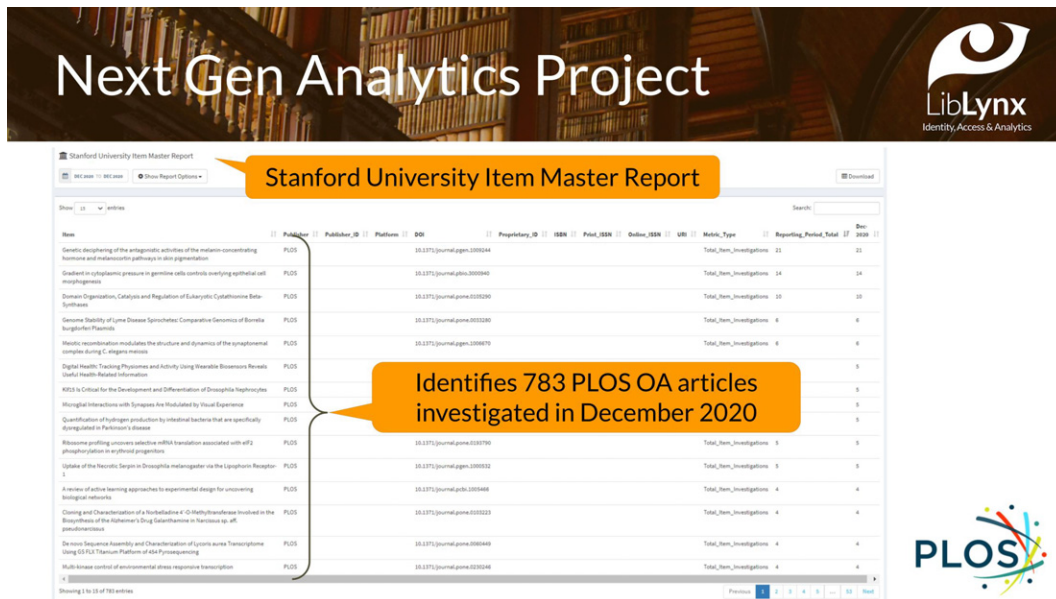 Next Gen Analytics Project
LibLynx
Identity, Access & Analytics
Stanford University Item Master Report
DEC 2020 TO DEC 2020 Show Report Options
Stanford University Item Master Report
Download
Show 15 entries
Search:
Item Publisher Publisher_ID Platform DOI Proprietary_ID ISBN Print_ISSN Online_ISSN URI Metric_Type Reporting_Period_Total Dec-2020
Genetic deciphering of the antagonistic activities of the melanin-concentrating
hormone and melanocortin pathways in skin pigmentation
PLOS 10.1371/journal.pgen.1009244 Total_Item_Investigations 21 21
Gradient in cytoplasmic pressure in germline cells controls overlying epithelial cell
morphogenesis
PLOS 10.1371/journal.pbio.3000940 Total_Item_Investigations 14 14
Domain Organization, Catalysis and Regulation of Eukaryotic Cystathionine Beta-
Synthases
PLOS 10.1371/journal.pone.0105290 Total_Item_Investigations 10 10
Genome Stability of Lyme Disease Spirochetes: Comparative Genomics of Borrelia
burgdorferi Plasmids
PLOS 10.1371/journal.pone.0033280 Total_Item_Investigations 6 6
Meiotic recombination modulates the structure and dynamics of the synaptonemal
complex during C. elegans meiosis
PLOS 10.1371/journal.pgen.1006670 Total_Item_Investigations 6 6
Digital Health: Tracking Physiomes and Activity Using Wearable Biosensors Reveals
Useful Health-Related Information
PLOS 5
Klf15 Is Critical for the Development and Differentiation of Drosophila Nephrocytes
PLOS 5
Microglial Interactions with Synapses Are Modulated by Visual Experience
PLOS 5
Quantification of hydrogen production by intestinal bacteria that are specifically
dysregulated in Parkinson's disease
PLOS 5
Identifies 783 PLOS OA articles
investigated in December 2020
Ribosome profiling uncovers selective mRNA translation associated with eIF2
phosphorylation in erythroid progenitors
PLOS 10.1371/journal.pone.0193790 Total_Item_Investigations 5 5
Uptake of the Necrotic Serpin in Drosophila melanogaster via the Lipophorin Receptor-
1
PLOS 10.1371/journal.pgen.1000532 Total_Item_Investigations 5 5
A review of active learning approaches to experimental design for uncovering
biological networks
PLOS 10.1371/journal.pcbi.1005466 Total_Item_Investigations 4 4
Cloning and Characterization of a Norbelladine 4'-O-Methyltransferase Involved in the
Biosynthesis of the Alzheimer's Drug Galanthamine in Narcissus sp. aff.
pseudonarcissus
PLOS 10.1371/journal.pone.0103223 Total_Item_Investigations 4 4
De novo Sequence Assembly and Characterization of Lycoris aurea Transcriptome
Using GS FLX Titanium Platform of 454 Pyrosequencing
PLOS 10.1371/journal.pone.0060449 Total_Item_Investigations 4 4
Multi-kinase control of environmental stress responsive transcription
PLOS 10.1371/journal.pone.0230246 Total_Item_Investigations 4 4
Showing 1 to 15 of 783 entries
Previous 1 2 3 4 5 ... 53 Next
PLOS